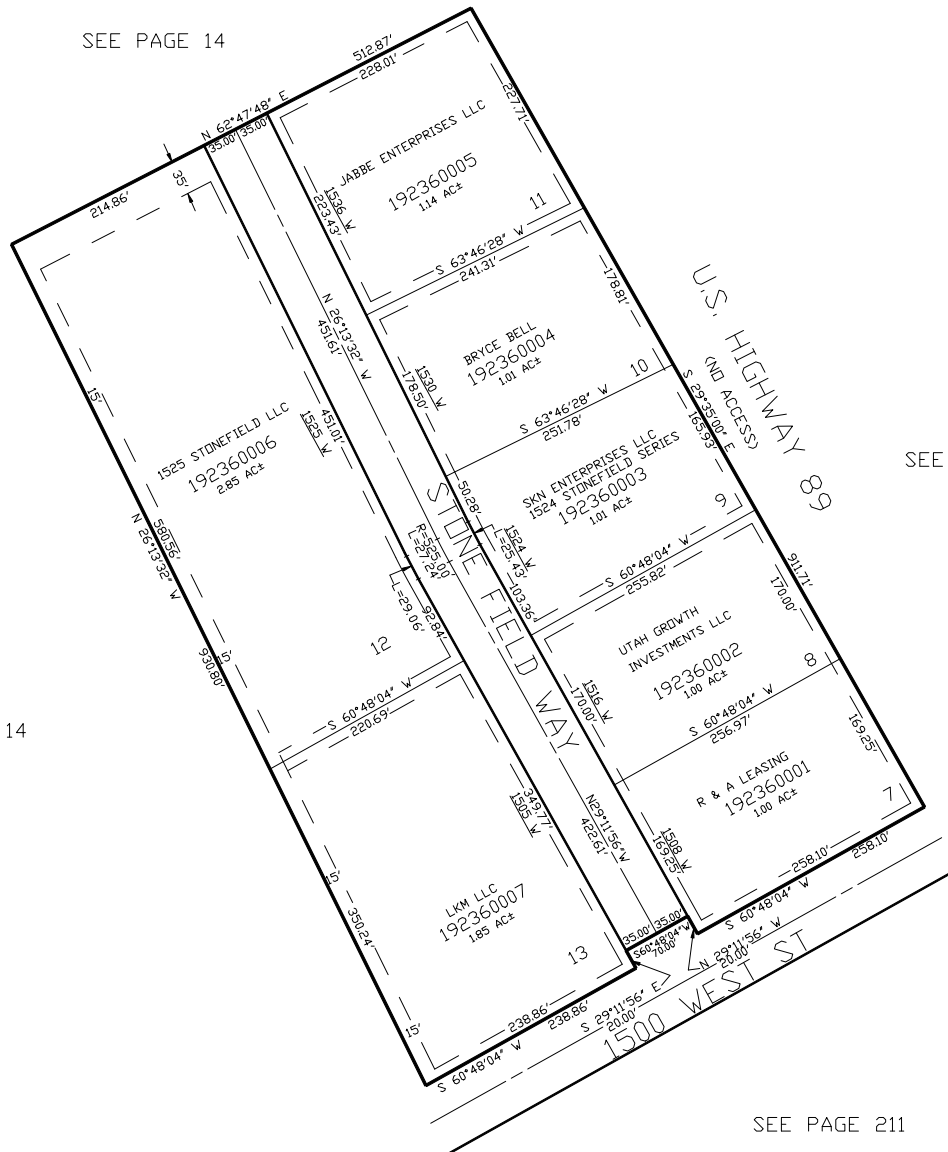 SEE PAGE 14
512.87'
228.01'
N 62°47'48" E
35.00' 35.00'
214.86'
35'
227.71'
JABBE ENTERPRISES LLC
192360005
1.14 AC±
11
1536 W
223.43'
S 63°46'28" W
241.31'
178.81'
N 26°13'32" W
451.61'
BRYCE BELL
192360004
1.01 AC±
10
1530 W
178.50'
U.S. HIGHWAY 89
(NO ACCESS)
S 29°35'00" E
165.93'
S 63°46'28" W
251.78'
15'
1525 STONEFIELD LLC
192360006
2.85 AC±
451.01'
1525 W
SEE
SKN ENTERPRISES LLC
1524 STONEFIELD SERIES
192360003
1.01 AC±
9
50.28'
1524 W
L=25.43'
103.36'
STONE FIELD WAY
R=525.00'
L=27.24'
N 26°13'32" W
580.56'
930.80'
15'
L=29.06'
92.84'
12
S 60°48'04" W
255.82'
911.71'
170.00'
UTAH GROWTH
INVESTMENTS LLC
192360002
1.00 AC±
8
1516 W
170.00'
S 60°48'04" W
220.69'
S 60°48'04" W
256.97'
14
169.25'
R & A LEASING
192360001
1.00 AC±
7
349.77'
1505 W
N29°11'56"W
422.61'
1508 W
169.25'
258.10'
258.10'
S 60°48'04" W
15'
350.24'
LKM LLC
192360007
1.85 AC±
13
35.00' 35.00'
S60°48'04"W
70.00'
N 29°11'56" W
20.00'
S 29°11'56" E
20.00'
15'
238.86'
238.86'
S 60°48'04" W
1500 WEST ST
SEE PAGE 211